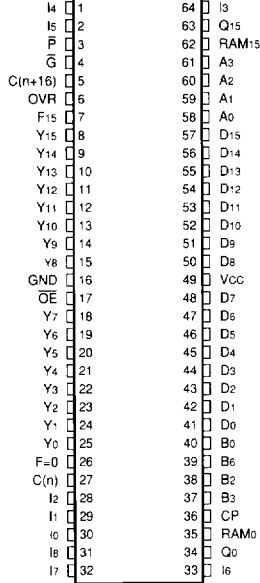 I4 1 64 I3
I5 2 63 Q15
P̅ 3 62 RAM15
G̅ 4 61 A3
C(n+16) 5 60 A2
OVR 6 59 A1
F15 7 58 A0
Y15 8 57 D15
Y14 9 56 D14
Y13 10 55 D13
Y12 11 54 D12
Y11 12 53 D11
Y10 13 52 D10
Y9 14 51 D9
Y8 15 50 D8
GND 16 49 VCC
O̅E̅ 17 48 D7
Y7 18 47 D6
Y6 19 46 D5
Y5 20 45 D4
Y4 21 44 D3
Y3 22 43 D2
Y2 23 42 D1
Y1 24 41 D0
Y0 25 40 B0
F=0 26 39 B6
C(n) 27 38 B2
I2 28 37 B3
I1 29 36 CP
I0 30 35 RAM0
I8 31 34 Q0
I7 32 33 I6